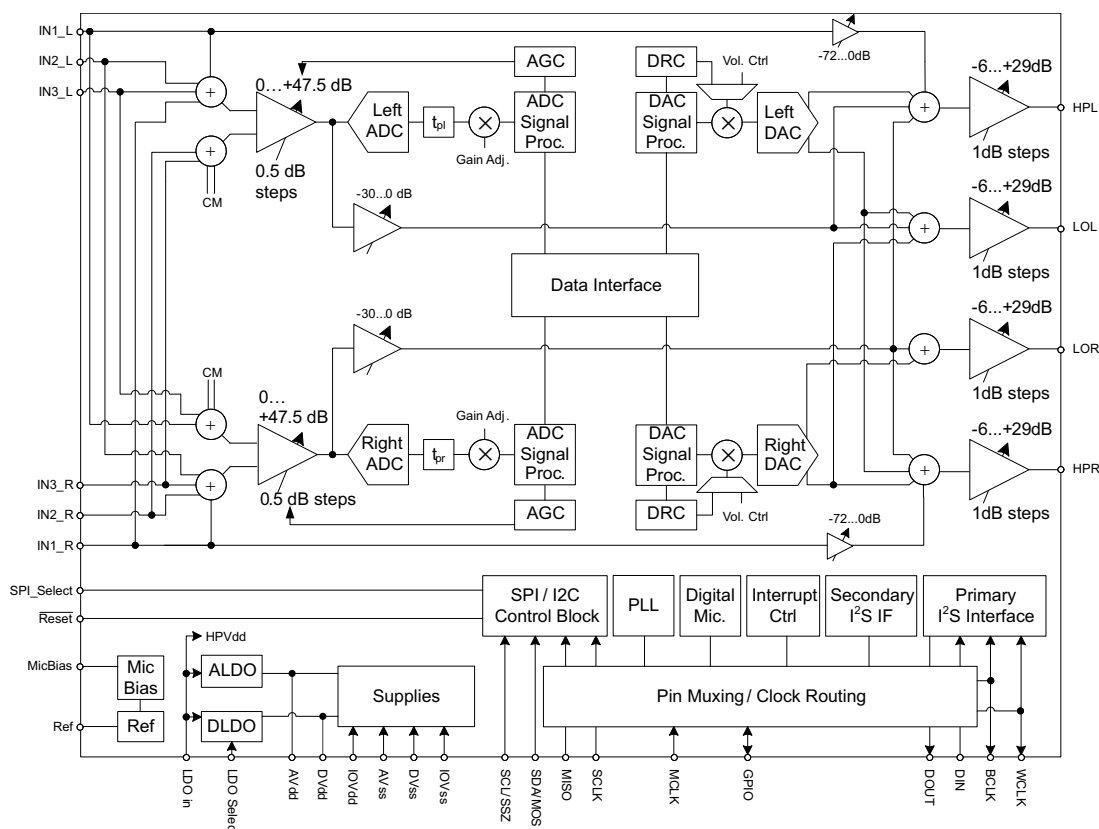 IN1_L
IN2_L
IN3_L
0…+47.5 dB
0.5 dB
steps
+
+
CM
Left
ADC
tpl
×
Gain Adj.
AGC
ADC
Signal
Proc.
DRC
DAC
Signal
Proc.
Vol. Ctrl
×
Left
DAC
-72...0dB
+
-6...+29dB
1dB steps
HPL
-30...0 dB
+
-6...+29dB
1dB steps
LOL
Data Interface
-30...0 dB
+
-6...+29dB
1dB steps
LOR
CM
+
+
0…
+47.5 dB
0.5 dB steps
Right
ADC
tpr
Gain Adj.
×
ADC
Signal
Proc.
AGC
DAC
Signal
Proc.
DRC
×
Vol. Ctrl
Right
DAC
+
-6...+29dB
1dB steps
HPR
-72...0dB
IN3_R
IN2_R
IN1_R
SPI_Select
Reset
MicBias
Ref
Mic
Bias
Ref
HPVdd
ALDO
DLDO
Supplies
SPI / I2C
Control Block
PLL
Digital
Mic.
Interrupt
Ctrl
Secondary
I²S IF
Primary
I²S Interface
Pin Muxing / Clock Routing
LDO in
LDO Select
AVdd
DVdd
IOVdd
AVss
DVss
IOVss
SCL/SSZ
SDA/MOS
MISO
SCLK
MCLK
GPIO
DOUT
DIN
BCLK
WCLK